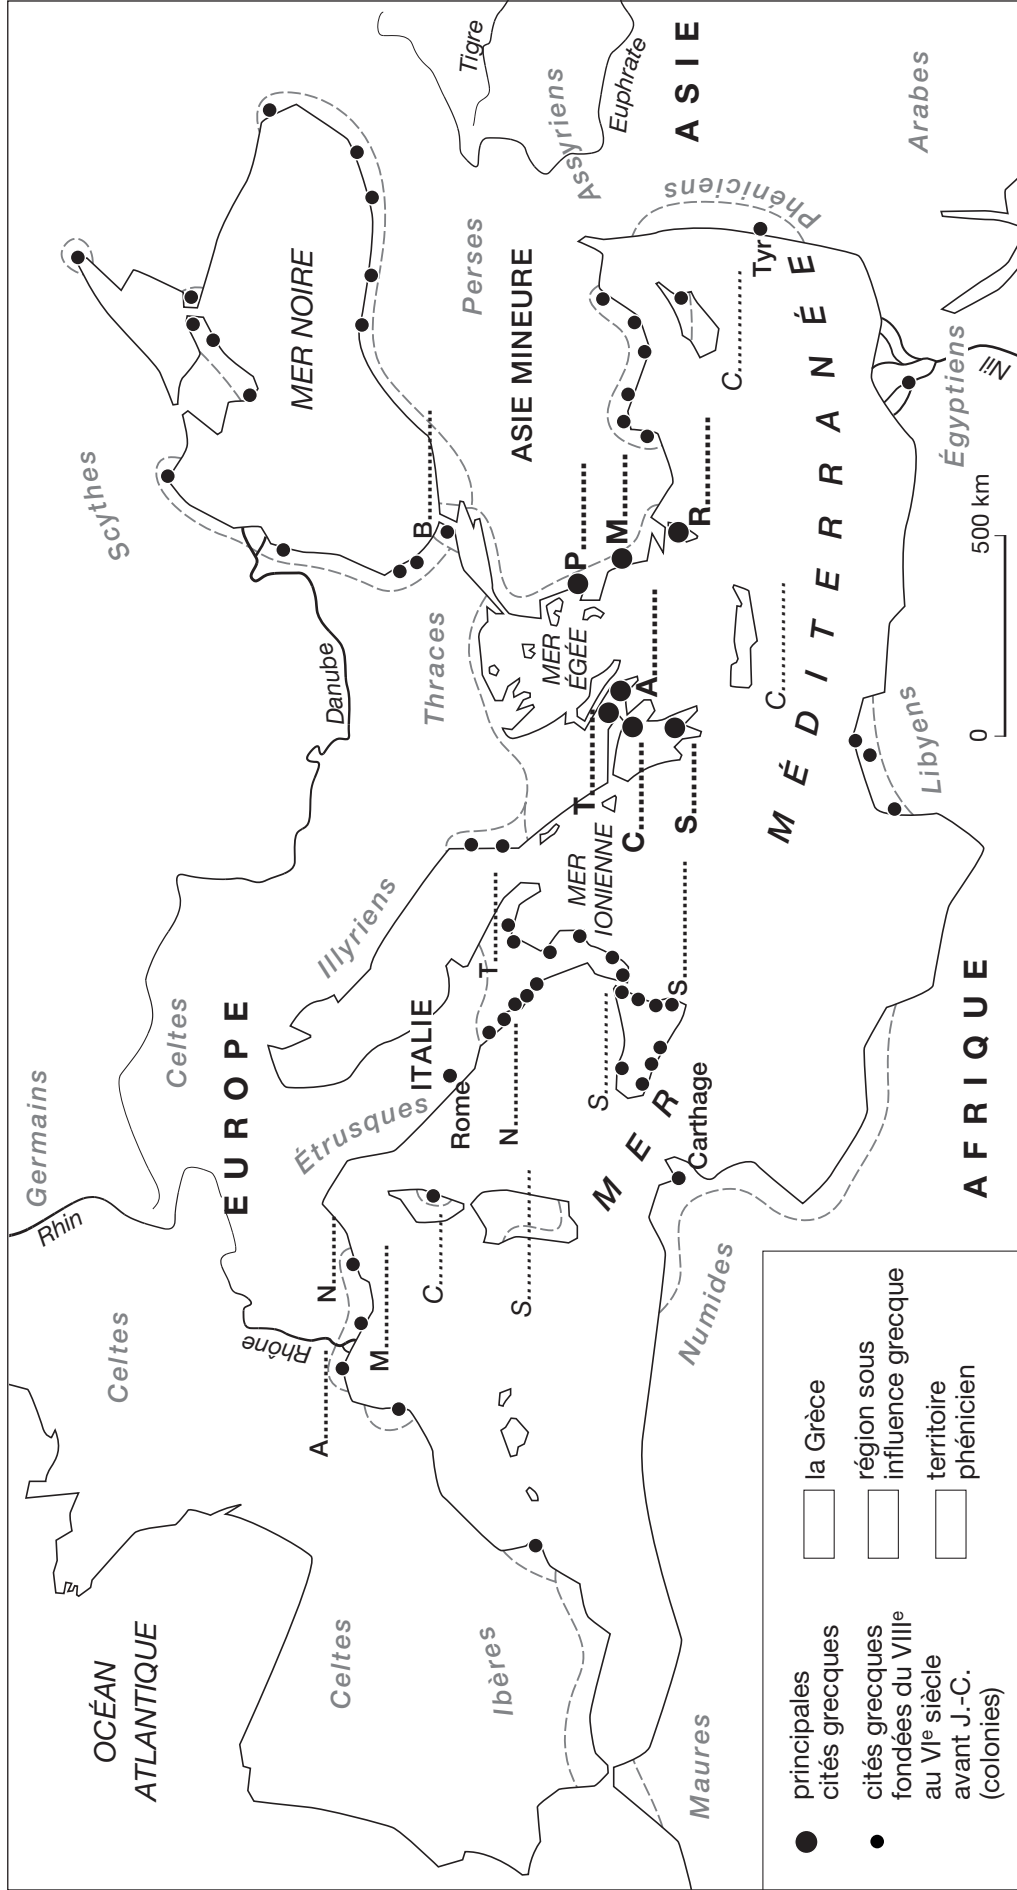 OCÉAN
ATLANTIQUE
Celtes
Germains
Rhin
Celtes
EUROPE
Celtes
Danube
Scythes
MER NOIRE
Tigre
Euphrate
Assyriens
ASIE
Arabes
Perses
ASIE MINEURE
Thraces
Illyriens
ITALIE
Étrusques
Rome
Rhône
Ibères
Celtes
Maures
Numides
Carthage
A............
N............
M............
C............
S............
N............
T............
S............
S............
MER
IONIENNE
MER
ÉGÉE
B............
P............
M............
R............
A............
T............
C............
S............
C............
C............
Tyr
Phéniciens
MER MÉDITERRANÉE
Libyens
Égyptiens
Nil
AFRIQUE
0 500 km
principales
cités grecques
cités grecques
fondées du VIIIe
au VIe siècle
avant J.-C.
(colonies)
la Grèce
région sous
influence grecque
territoire
phénicien